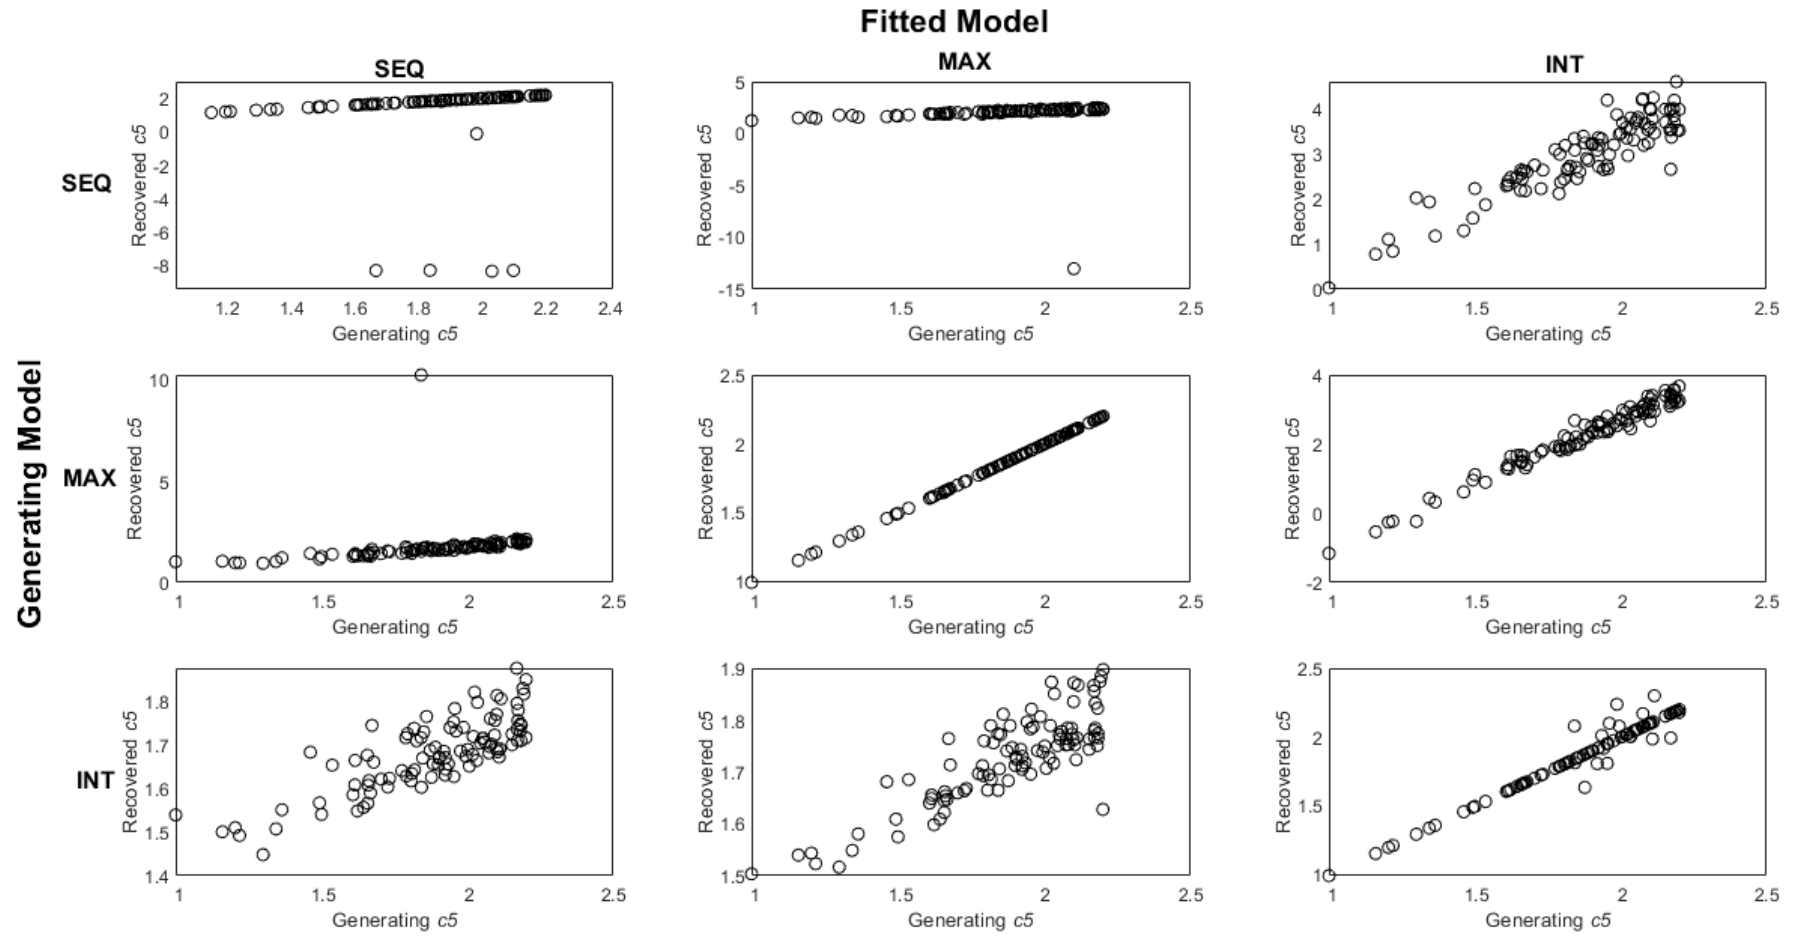 Fitted Model
SEQ
MAX
INT
Generating Model
SEQ
Recovered c5
2
0
-2
-4
-6
-8
1.2 1.4 1.6 1.8 2 2.2 2.4
Generating c5
Recovered c5
5
0
-5
-10
-15
1 1.5 2 2.5
Generating c5
Recovered c5
4
3
2
1
0
1 1.5 2 2.5
Generating c5
MAX
Recovered c5
10
5
0
1 1.5 2 2.5
Generating c5
Recovered c5
2.5
2
1.5
1
1 1.5 2 2.5
Generating c5
Recovered c5
4
2
0
-2
1 1.5 2 2.5
Generating c5
INT
Recovered c5
1.8
1.7
1.6
1.5
1.4
1 1.5 2 2.5
Generating c5
Recovered c5
1.9
1.8
1.7
1.6
1.5
1 1.5 2 2.5
Generating c5
Recovered c5
2.5
2
1.5
1
1 1.5 2 2.5
Generating c5